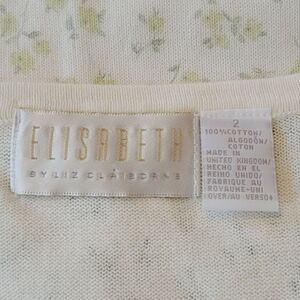 ELISABETH
BY LIZ CLAIBORNE
2
100%COTTON/
ALGODÓN/
COTON
MADE IN
UNITED KINGDOM/
HECHO EN EL
REINO UNIDO/
FABRIQUE AU
ROYAUME-UNI
(OVER/AU VERSO)